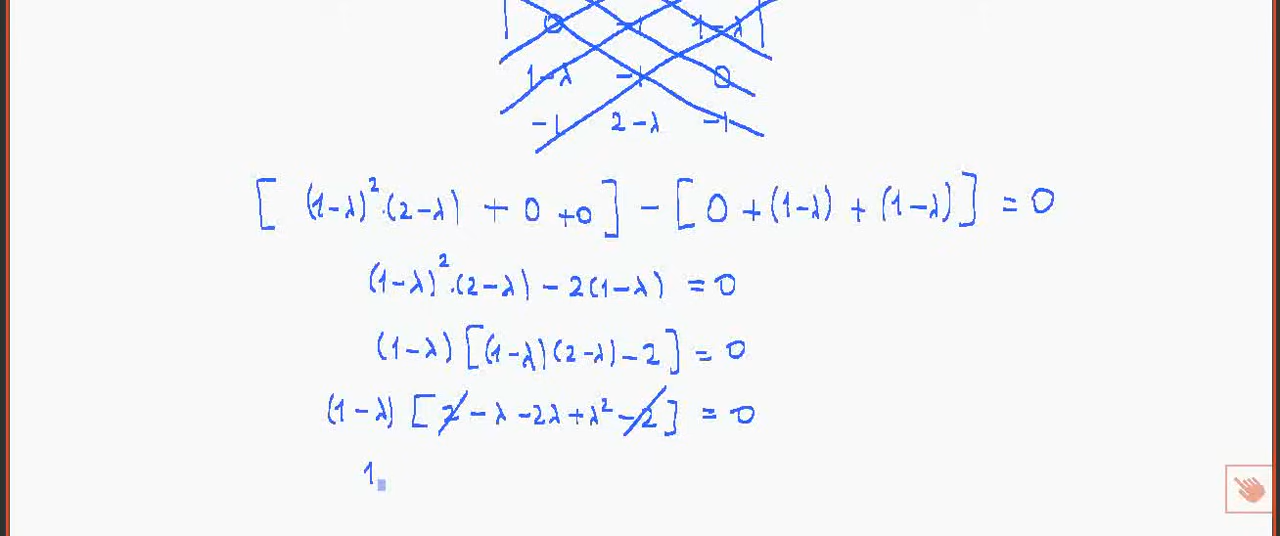 | 0 -1 1-λ |
1-λ -1 0
-1 2-λ -1
[ (1-λ)².(2-λ) + 0 +0 ] - [ 0 + (1-λ) + (1-λ) ] = 0
(1-λ)².(2-λ) - 2(1-λ) = 0
(1-λ) [(1-λ)(2-λ) -2] = 0
(1-λ) [ 2 - λ -2λ + λ² -2 ] = 0
1